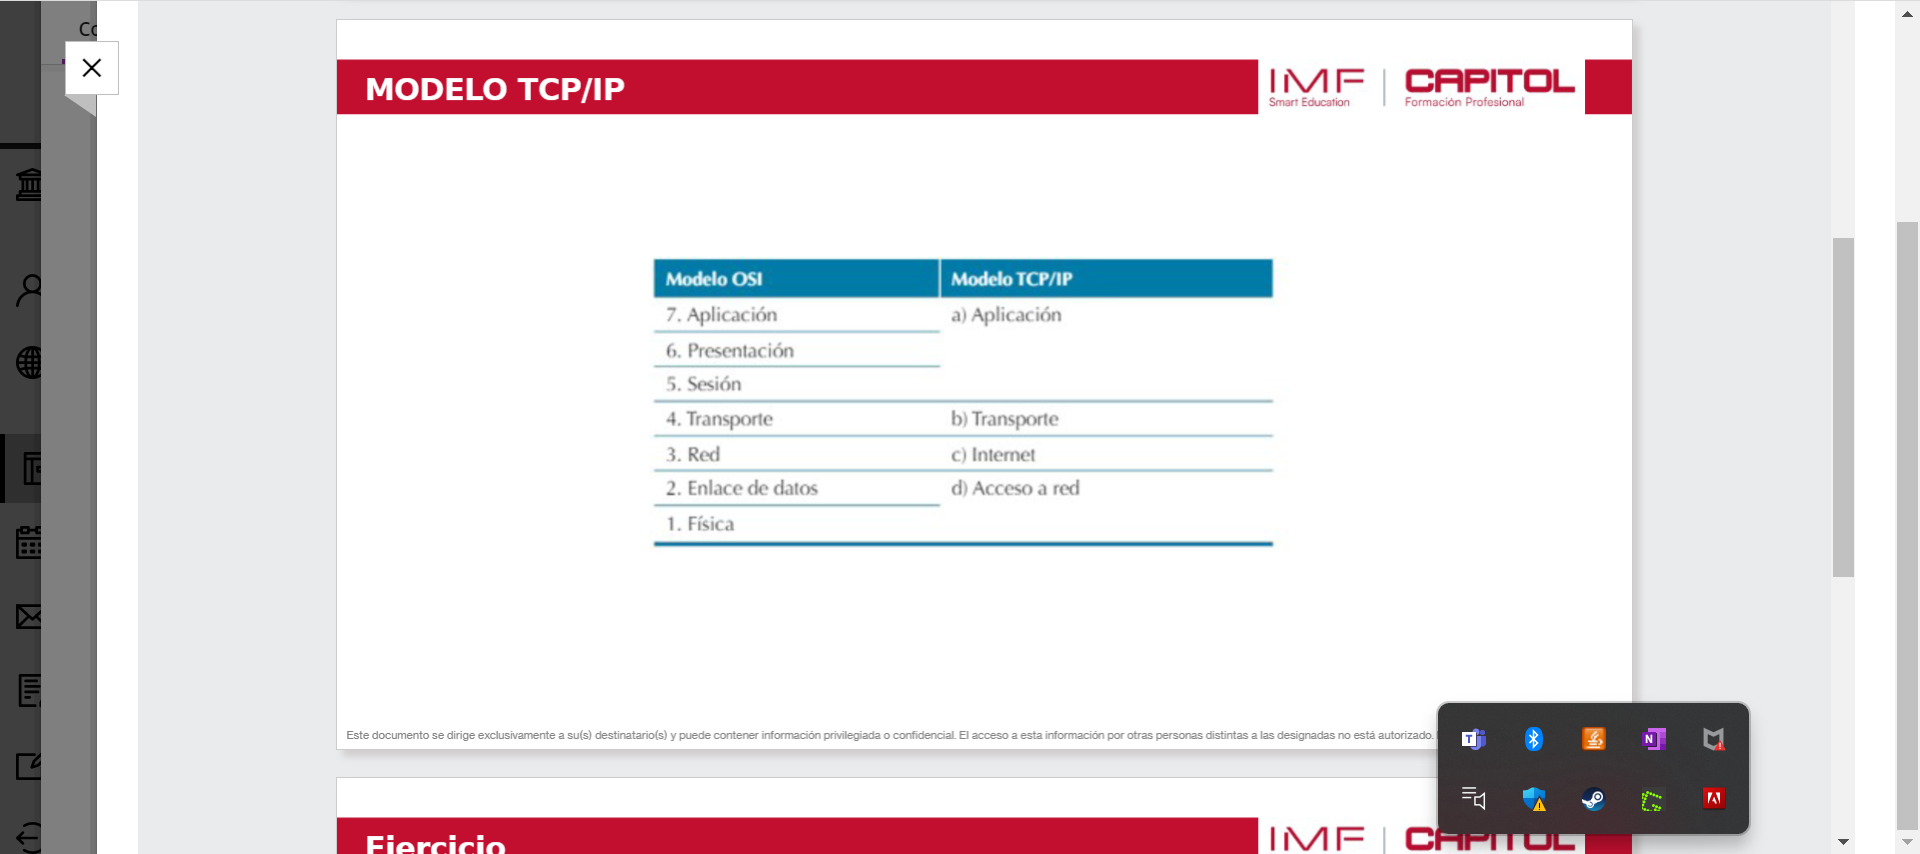 Co
MODELO TCP/IP
IMF
Smart Education
CAPITOL
Formación Profesional
Modelo OSI
Modelo TCP/IP
7. Aplicación
a) Aplicación
6. Presentación
5. Sesión
4. Transporte
b) Transporte
3. Red
c) Internet
2. Enlace de datos
d) Acceso a red
1. Física
Este documento se dirige exclusivamente a su(s) destinatario(s) y puede contener información privilegiada o confidencial. El acceso a esta información por otras personas distintas a las designadas no está autorizado.
Ejercicio
IMF
CAPITOL